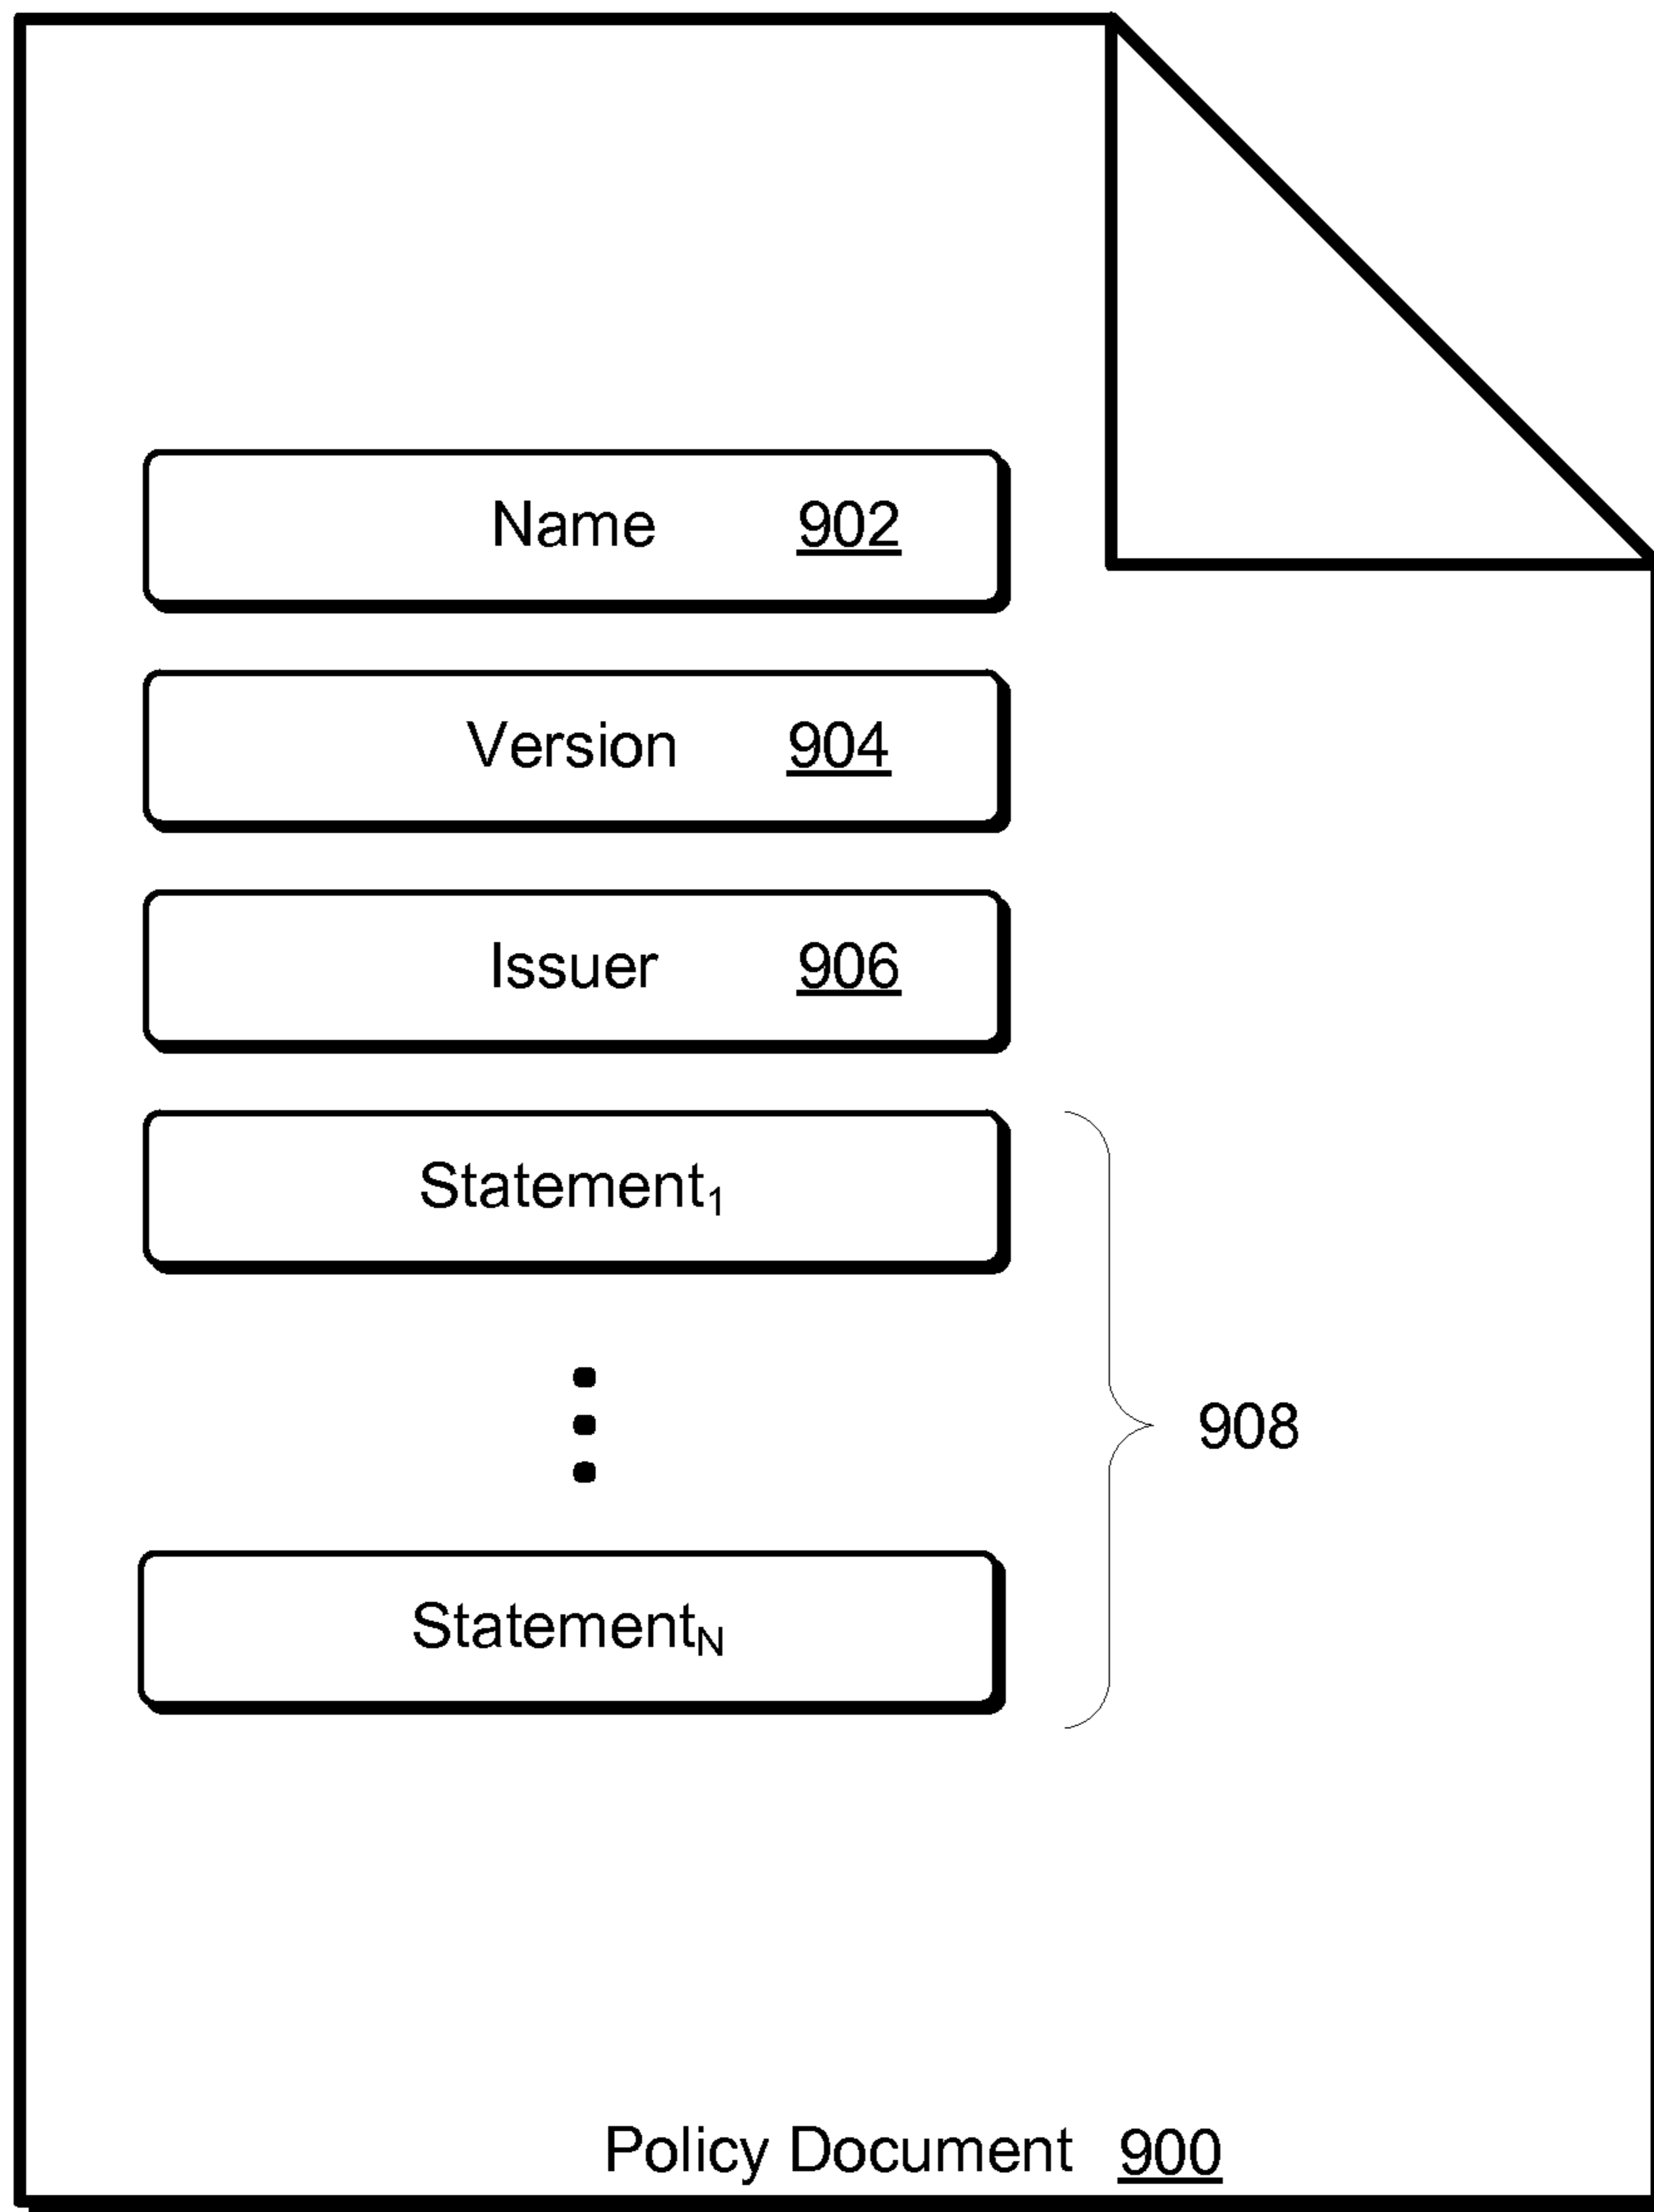 Name 902
Version 904
Issuer 906
Statement₁
908
Statementₙ
Policy Document 900